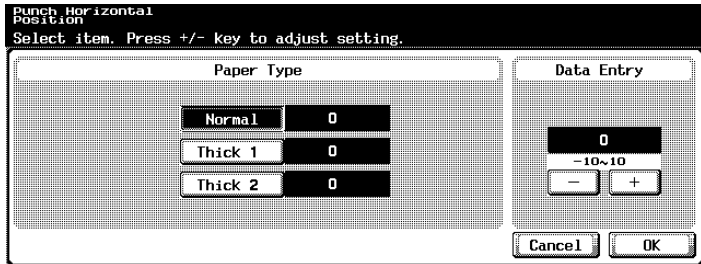 Punch Horizontal
Position
Select item. Press +/- Key to adjust setting.
Paper Type
Data Entry
Normal 0
Thick 1 0
Thick 2 0
0
-10~10
- +
Cancel OK